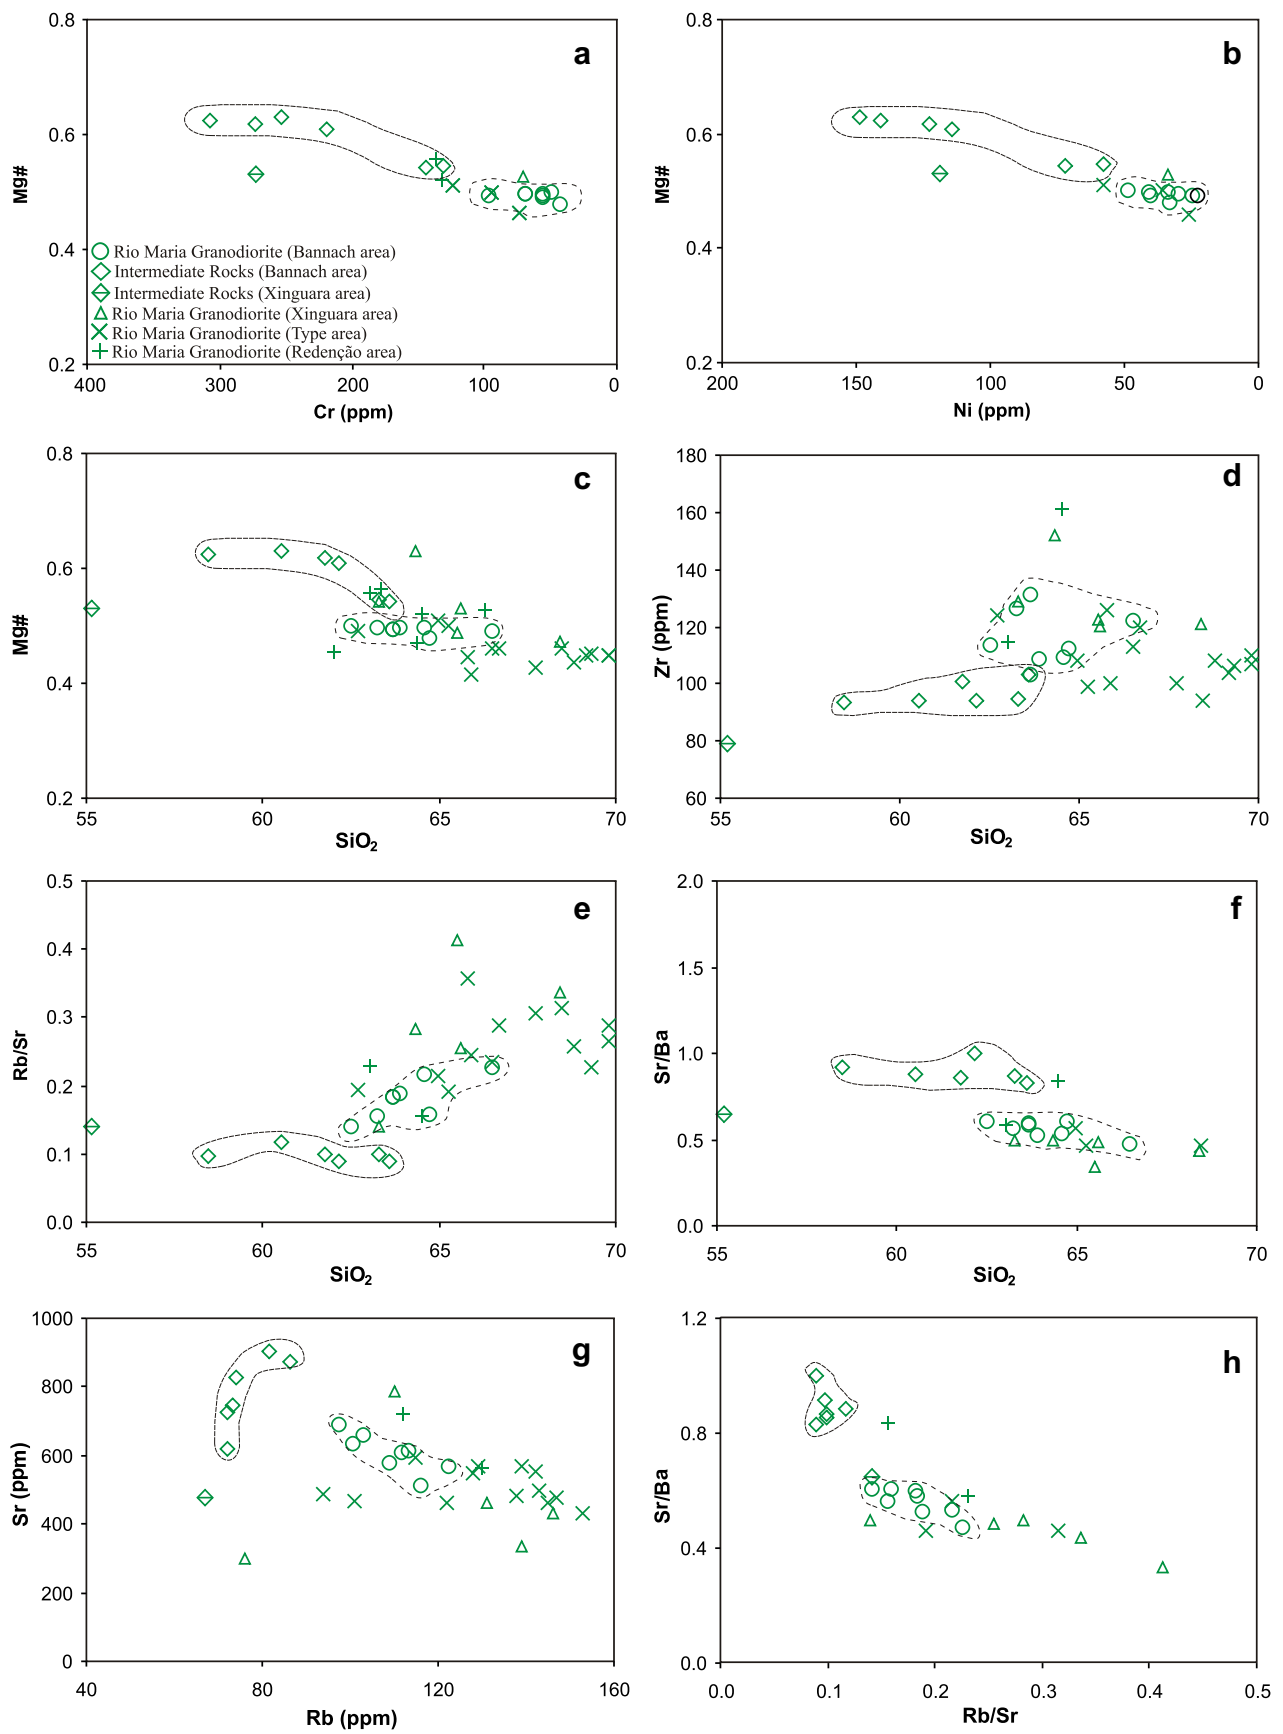 a
0.8
0.6
0.4
0.2
Mg#
Rio Maria Granodiorite (Bannach area)
Intermediate Rocks (Bannach area)
Intermediate Rocks (Xinguara area)
Rio Maria Granodiorite (Xinguara area)
Rio Maria Granodiorite (Type area)
Rio Maria Granodiorite (Redenção area)
400 300 200 100 0
Cr (ppm)
b
0.8
0.6
0.4
0.2
Mg#
200 150 100 50 0
Ni (ppm)
c
0.8
0.6
0.4
0.2
Mg#
55 60 65 70
SiO₂
d
180
160
140
120
100
80
60
Zr (ppm)
55 60 65 70
SiO₂
e
0.5
0.4
0.3
0.2
0.1
0.0
Rb/Sr
55 60 65 70
SiO₂
f
2.0
1.5
1.0
0.5
0.0
Sr/Ba
55 60 65 70
SiO₂
g
1000
800
600
400
200
0
Sr (ppm)
40 80 120 160
Rb (ppm)
h
1.2
0.8
0.4
0.0
Sr/Ba
0.0 0.1 0.2 0.3 0.4 0.5
Rb/Sr